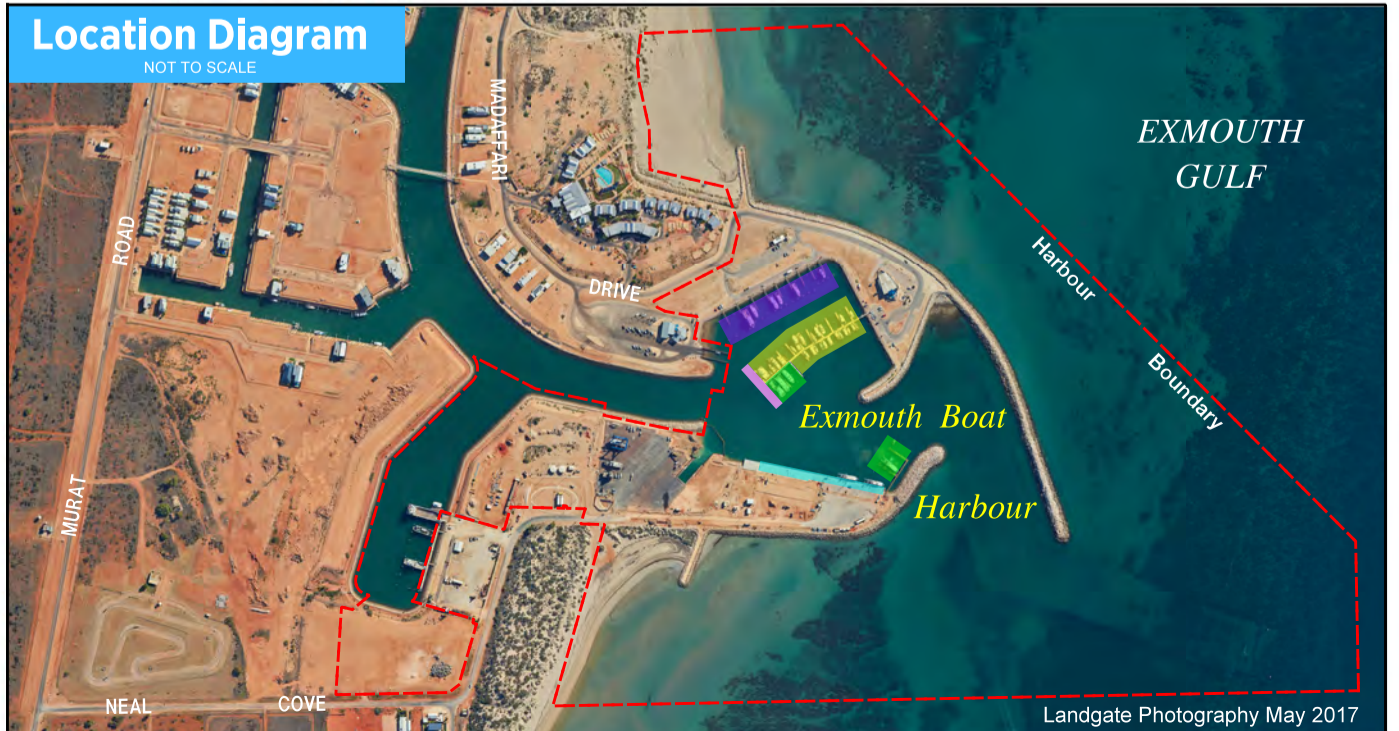 Location Diagram
NOT TO SCALE
EXMOUTH
GULF
MADAFFARI
DRIVE
ROAD
MURAT
Harbour
Boundary
Exmouth Boat
Harbour
NEAL
COVE
Landgate Photography May 2017